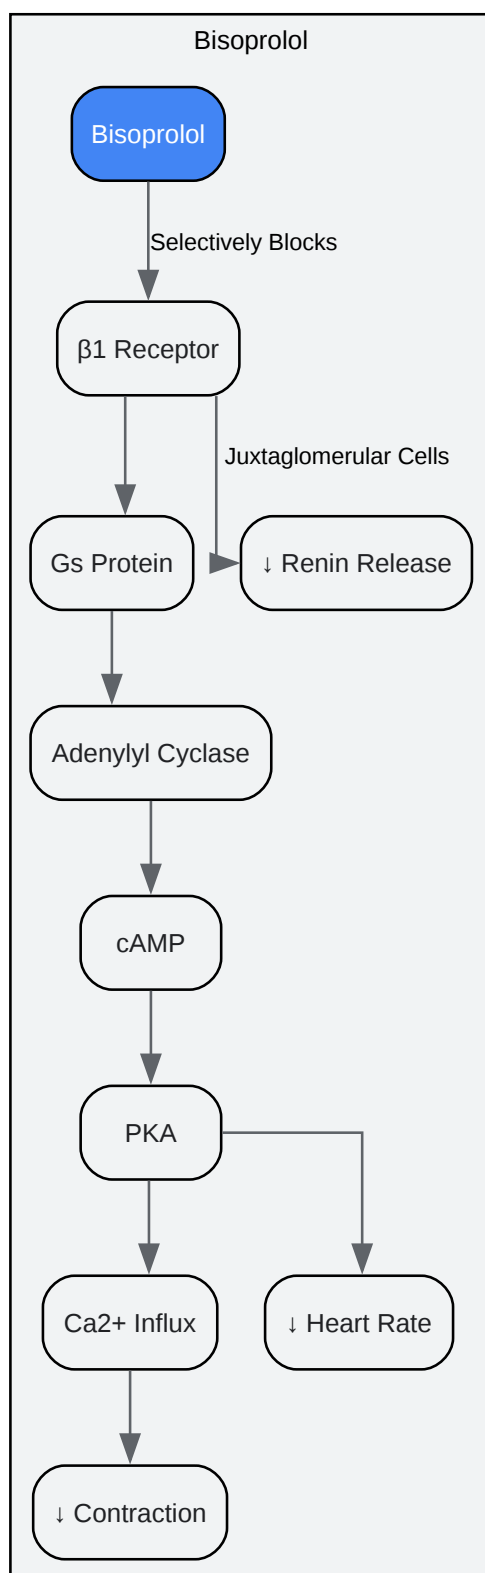 Bisoprolol
Bisoprolol
Selectively Blocks
β1 Receptor
Juxtaglomerular Cells
Gs Protein
↓ Renin Release
Adenylyl Cyclase
cAMP
PKA
Ca2+ Influx
↓ Heart Rate
↓ Contraction